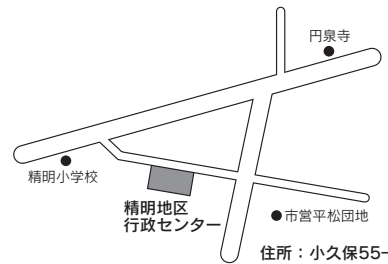 円泉寺
精明小学校
精明地区
行政センター
市営平松団地
住所：小久保55−